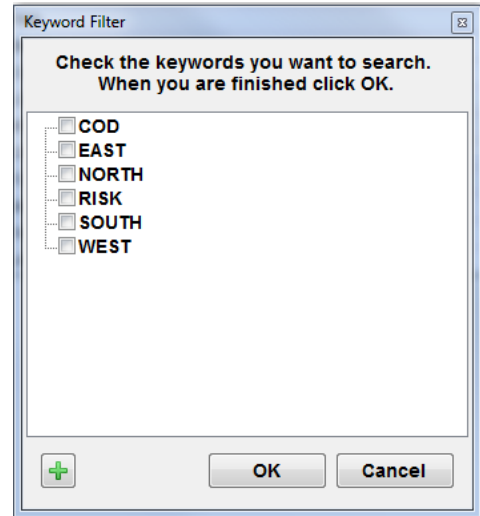 Keyword Filter
Check the keywords you want to search.
When you are finished click OK.
COD
EAST
NORTH
RISK
SOUTH
WEST
OK Cancel